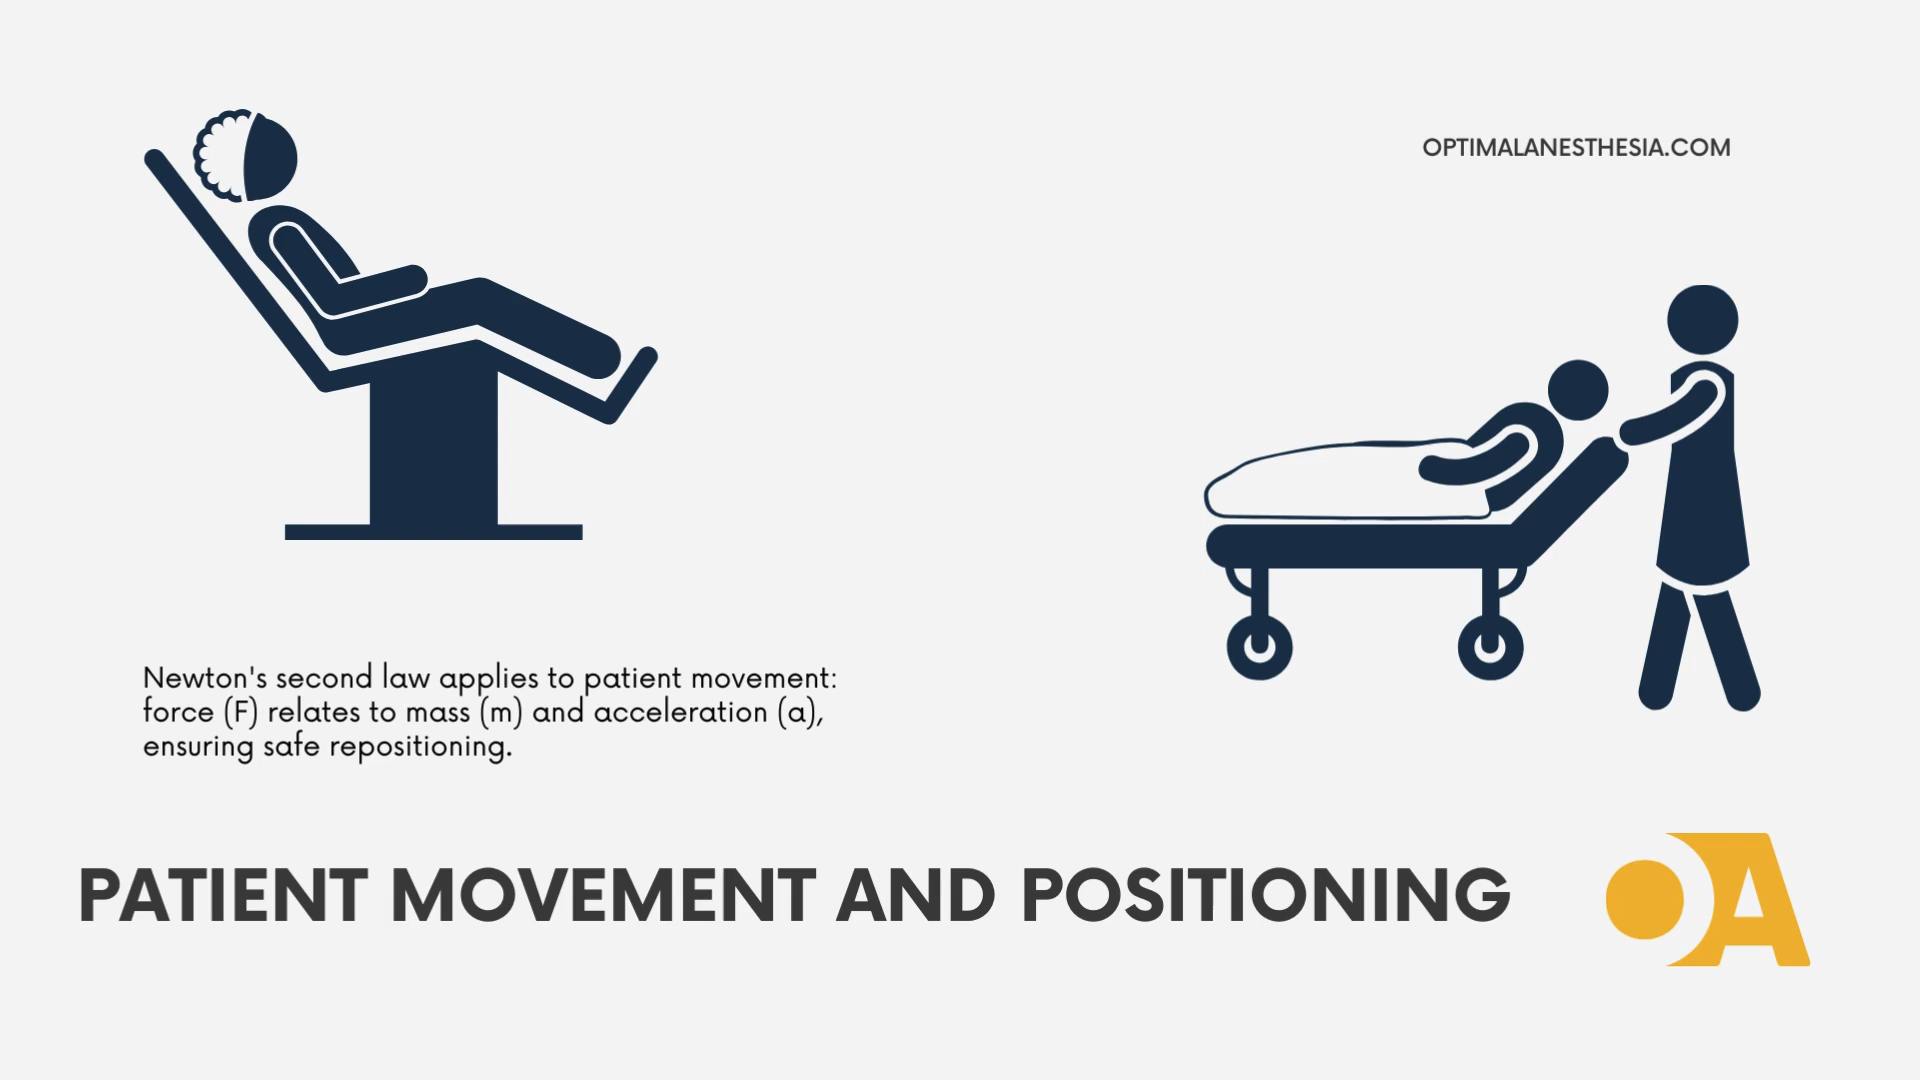 OPTIMALANESTHESIA.COM
Newton's second law applies to patient movement:
force (F) relates to mass (m) and acceleration (a),
ensuring safe repositioning.
PATIENT MOVEMENT AND POSITIONING
OA